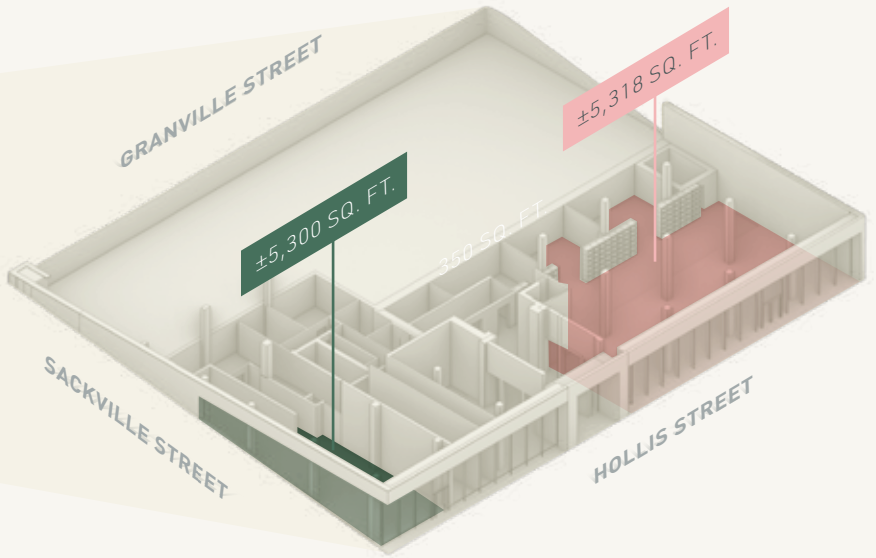 GRANVILLE STREET
±5,318 SQ. FT.
±5,300 SQ. FT.
350 SQ. FT.
SACKVILLE STREET
HOLLIS STREET